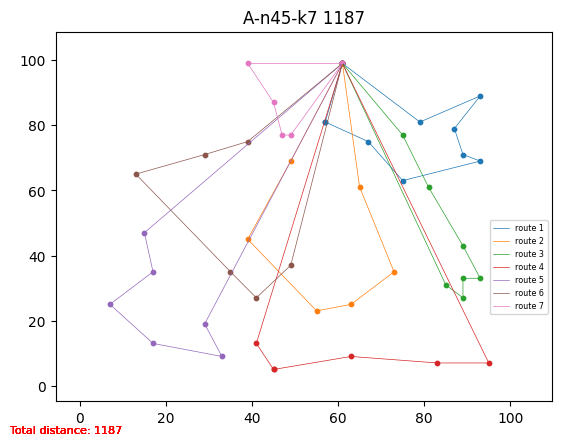 A-n45-k7 1187
100
80
60
40
20
0
route 1
route 2
route 3
route 4
route 5
route 6
route 7
0 20 40 60 80 100
Total distance: 1187